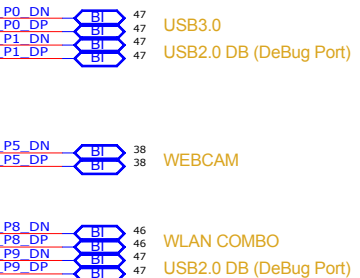 P0_DN BI 47 USB3.0
P0_DP BI 47
P1_DN BI 47 USB2.0 DB (DeBug Port)
P1_DP BI 47
P5_DN BI 38 WEBCAM
P5_DP BI 38
P8_DN BI 46 WLAN COMBO
P8_DP BI 46
P9_DN BI 47 USB2.0 DB (DeBug Port)
P9_DP BI 47